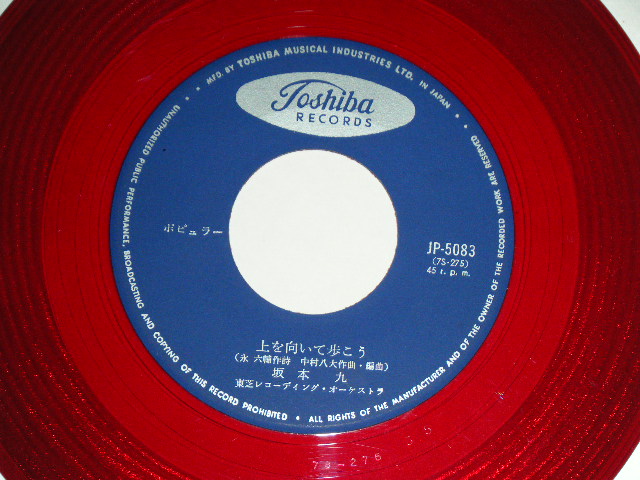 MFD. BY TOSHIBA MUSICAL INDUSTRIES LTD. IN JAPAN
Toshiba
RECORDS
ポピュラー
JP-5083
(7S-275)
45 r. p. m.
上を向いて歩こう
(永 六輔作詩 中村八大作曲・編曲)
坂本 九
東芝レコーディング・オーケストラ
UNAUTHORIZED PUBLIC PERFORMANCE, BROADCASTING AND COPYING OF THIS RECORD PROHIBITED • ALL RIGHTS OF THE MANUFACTURER AND OF THE OWNER OF THE RECORDED WORK ARE RESERVED